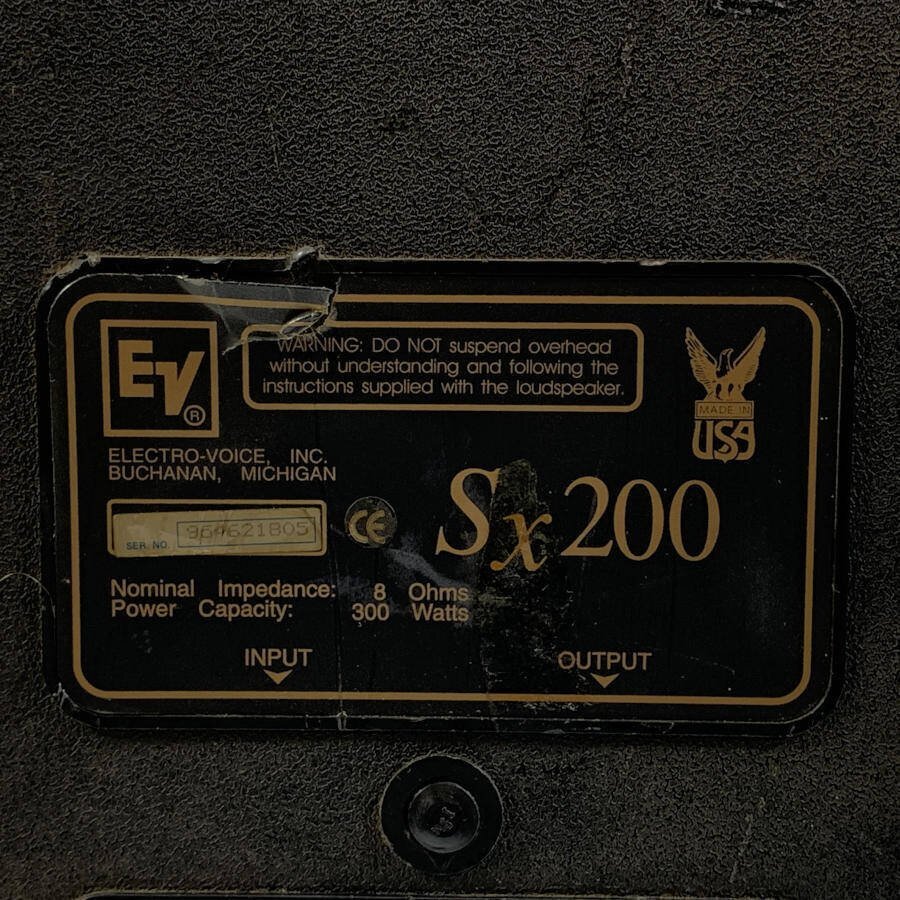 EV®
WARNING: DO NOT suspend overhead
without understanding and following the
instructions supplied with the loudspeaker.
MADE IN
USA
ELECTRO-VOICE, INC.
BUCHANAN, MICHIGAN
SER. NO. 964621805
CE
Sx200
Nominal Impedance: 8 Ohms
Power Capacity: 300 Watts
INPUT
OUTPUT